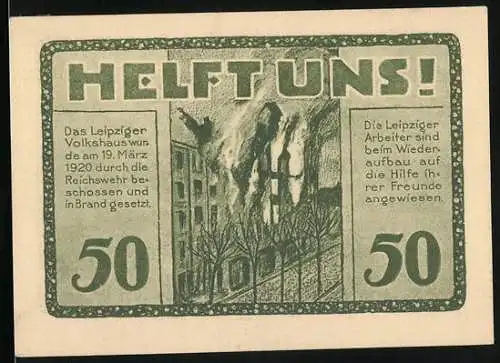 HELFT UNS!
Das Leipziger
Volkshaus wur
de am 19. März
1920 durch die
Reichswehr be-
schossen und
in Brand gesetzt.
50
Die Leipziger
Arbeiter sind
beim Wieder-
aufbau auf
die Hilfe ih-
rer Freunde
angewiesen.
50